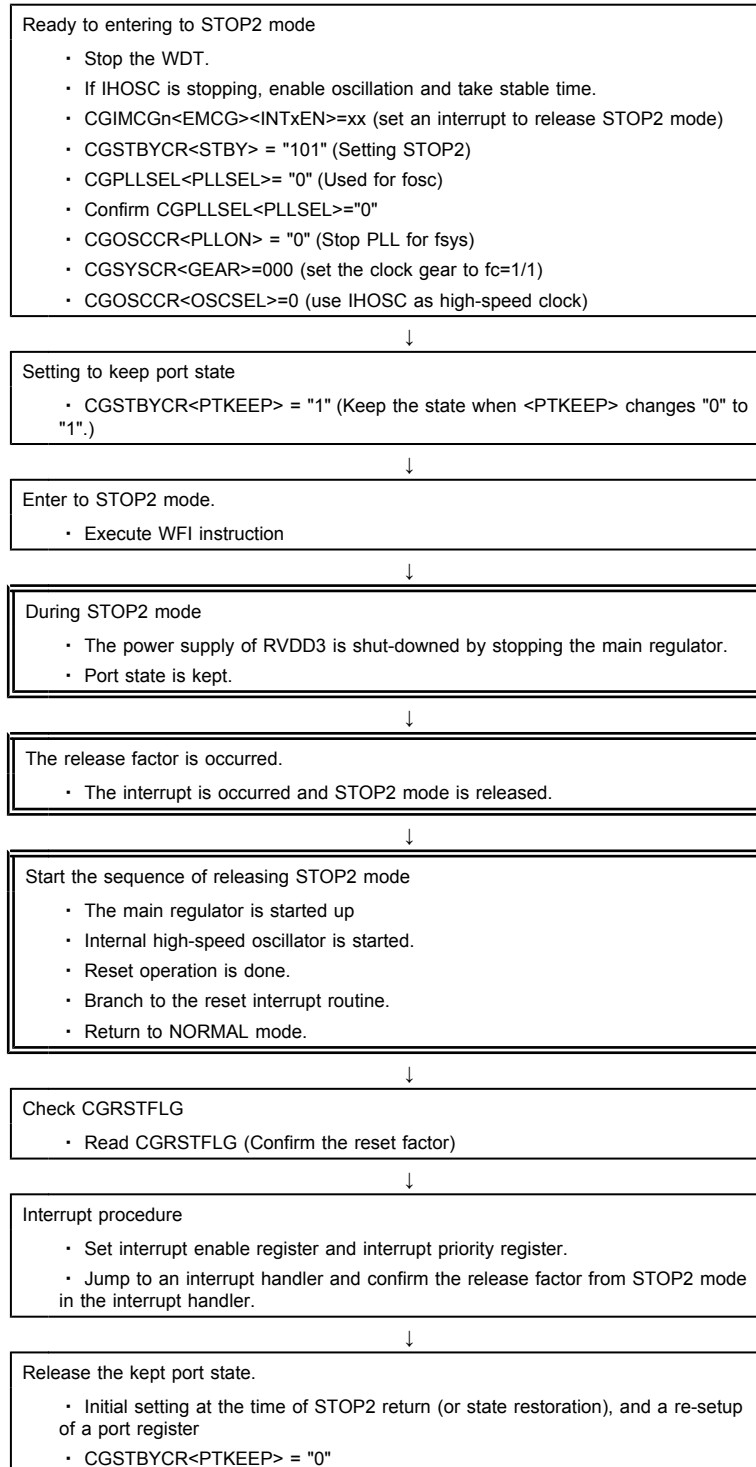 Ready to entering to STOP2 mode
・ Stop the WDT.
・ If IHOSC is stopping, enable oscillation and take stable time.
・ CGIMCGn<EMCG><INTxEN>=xx (set an interrupt to release STOP2 mode)
・ CGSTBYCR<STBY> = "101" (Setting STOP2)
・ CGPLLSEL<PLLSEL>= "0" (Used for fosc)
・ Confirm CGPLLSEL<PLLSEL>="0"
・ CGOSCCR<PLLON> = "0" (Stop PLL for fsys)
・ CGSYSCR<GEAR>=000 (set the clock gear to fc=1/1)
・ CGOSCCR<OSCSEL>=0 (use IHOSC as high-speed clock)
↓
Setting to keep port state
・ CGSTBYCR<PTKEEP> = "1" (Keep the state when <PTKEEP> changes "0" to
"1".)
↓
Enter to STOP2 mode.
・ Execute WFI instruction
↓
During STOP2 mode
・ The power supply of RVDD3 is shut-downed by stopping the main regulator.
・ Port state is kept.
↓
The release factor is occurred.
・ The interrupt is occurred and STOP2 mode is released.
↓
Start the sequence of releasing STOP2 mode
・ The main regulator is started up
・ Internal high-speed oscillator is started.
・ Reset operation is done.
・ Branch to the reset interrupt routine.
・ Return to NORMAL mode.
↓
Check CGRSTFLG
・ Read CGRSTFLG (Confirm the reset factor)
↓
Interrupt procedure
・ Set interrupt enable register and interrupt priority register.
・ Jump to an interrupt handler and confirm the release factor from STOP2 mode
in the interrupt handler.
↓
Release the kept port state.
・ Initial setting at the time of STOP2 return (or state restoration), and a re-setup
of a port register
・ CGSTBYCR<PTKEEP> = "0"